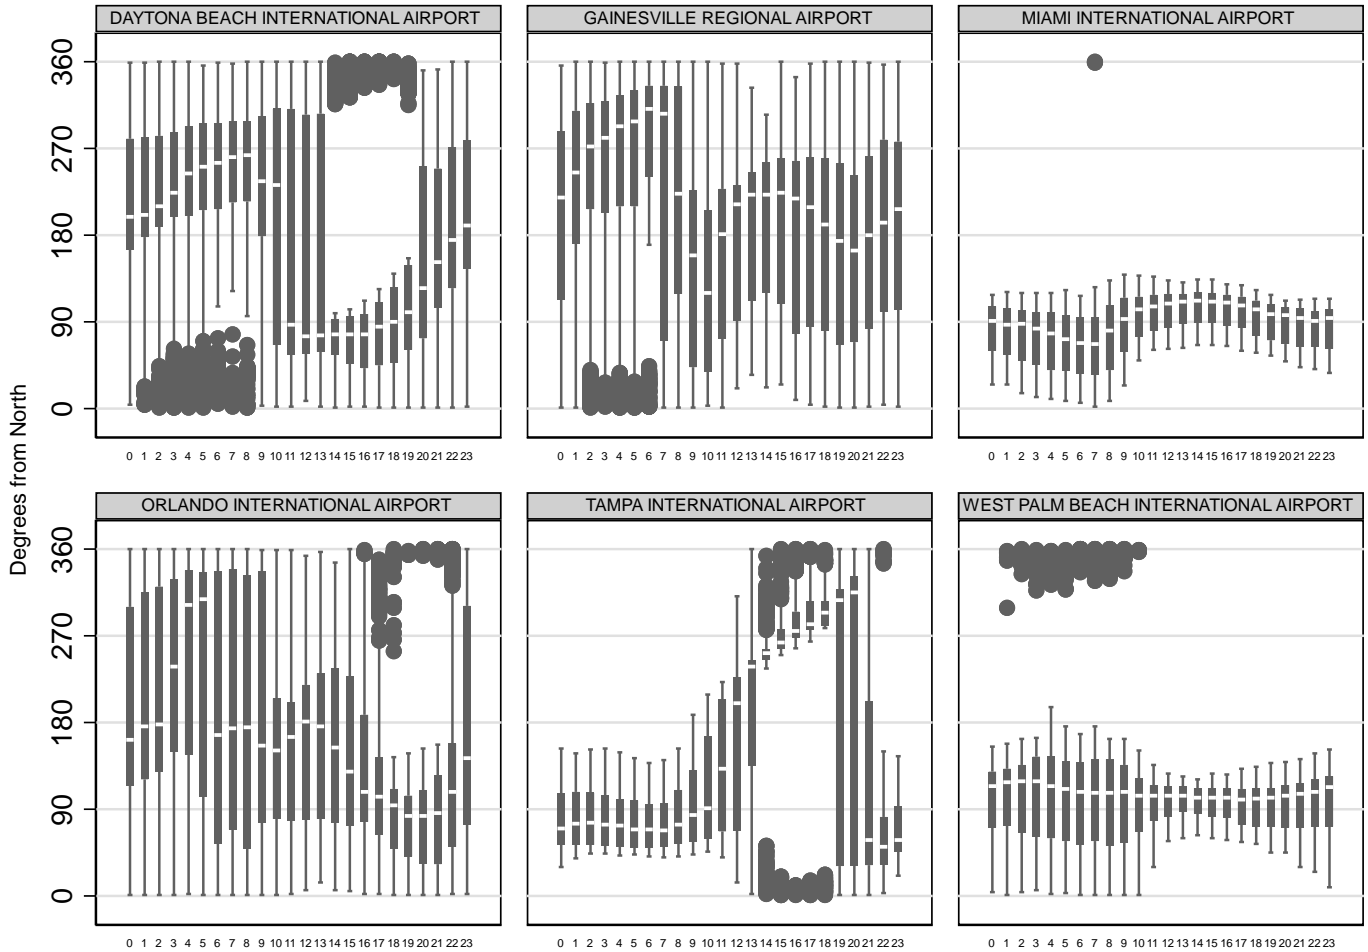 DAYTONA BEACH INTERNATIONAL AIRPORT
GAINESVILLE REGIONAL AIRPORT
MIAMI INTERNATIONAL AIRPORT
360
270
180
90
0
0 1 2 3 4 5 6 7 8 9 10 11 12 13 14 15 16 17 18 19 20 21 22 23
0 1 2 3 4 5 6 7 8 9 10 11 12 13 14 15 16 17 18 19 20 21 22 23
0 1 2 3 4 5 6 7 8 9 10 11 12 13 14 15 16 17 18 19 20 21 22 23
Degrees from North
ORLANDO INTERNATIONAL AIRPORT
TAMPA INTERNATIONAL AIRPORT
WEST PALM BEACH INTERNATIONAL AIRPORT
360
270
180
90
0
0 1 2 3 4 5 6 7 8 9 10 11 12 13 14 15 16 17 18 19 20 21 22 23
0 1 2 3 4 5 6 7 8 9 10 11 12 13 14 15 16 17 18 19 20 21 22 23
0 1 2 3 4 5 6 7 8 9 10 11 12 13 14 15 16 17 18 19 20 21 22 23